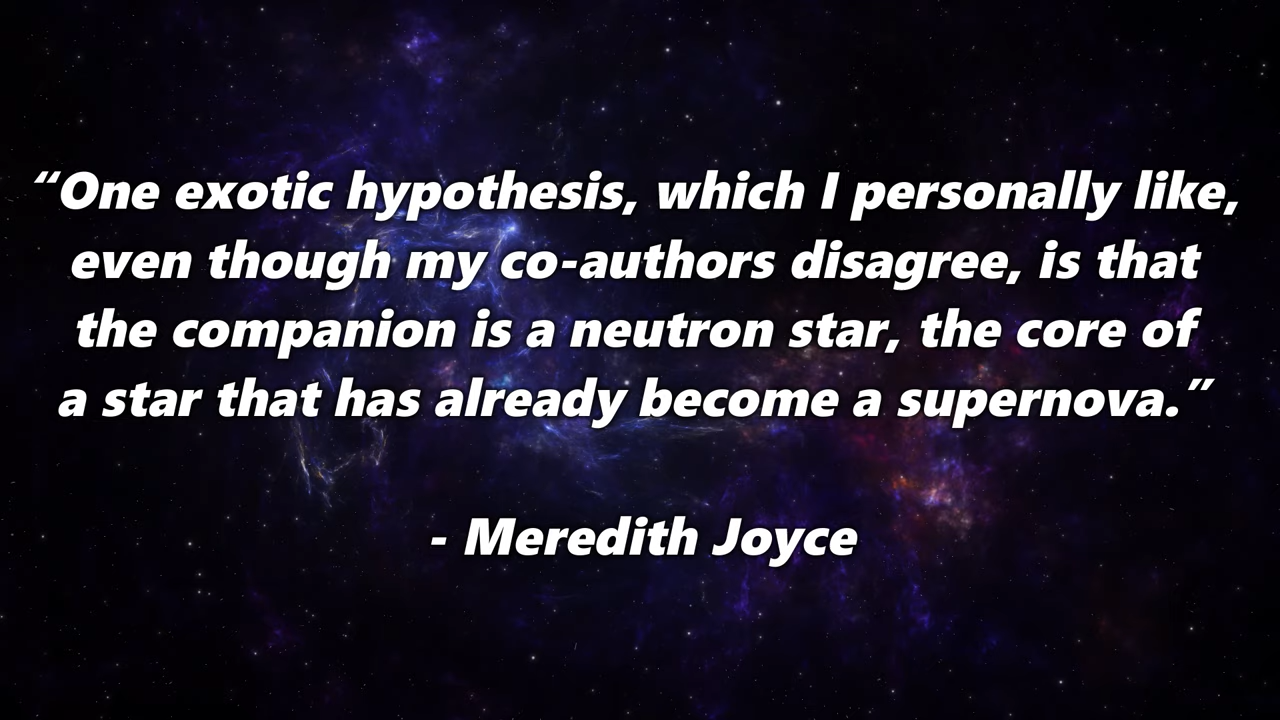 “One exotic hypothesis, which I personally like,
even though my co-authors disagree, is that
the companion is a neutron star, the core of
a star that has already become a supernova.”
- Meredith Joyce